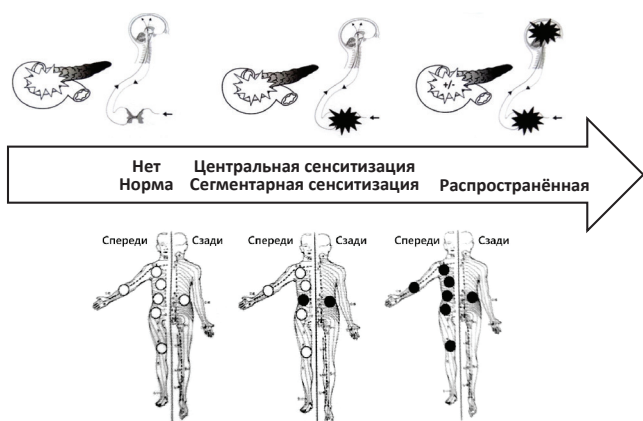 +/-
Нет Центральная сенситизация
Норма Сегментарная сенситизация Распространённая
Спереди Сзади Спереди Сзади Спереди Сзади